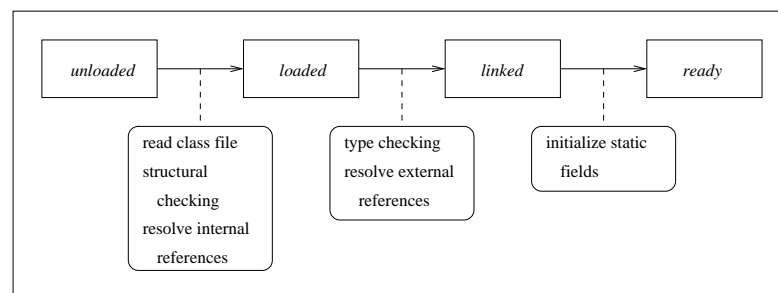 unloaded
loaded
linked
ready
read class file
structural
checking
resolve internal
references
type checking
resolve external
references
initialize static
fields